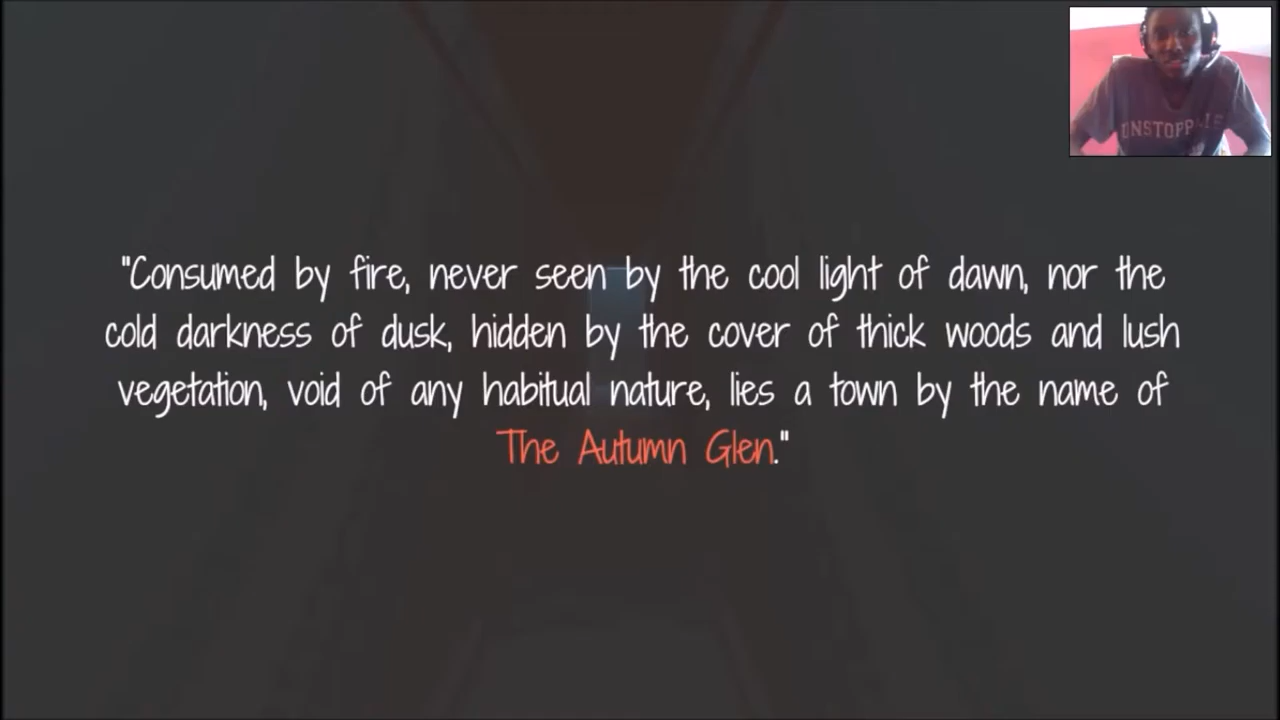 UNSTOPPABLE
"Consumed by fire, never seen by the cool light of dawn, nor the
cold darkness of dusk, hidden by the cover of thick woods and lush
vegetation, void of any habitual nature, lies a town by the name of
The Autumn Glen."